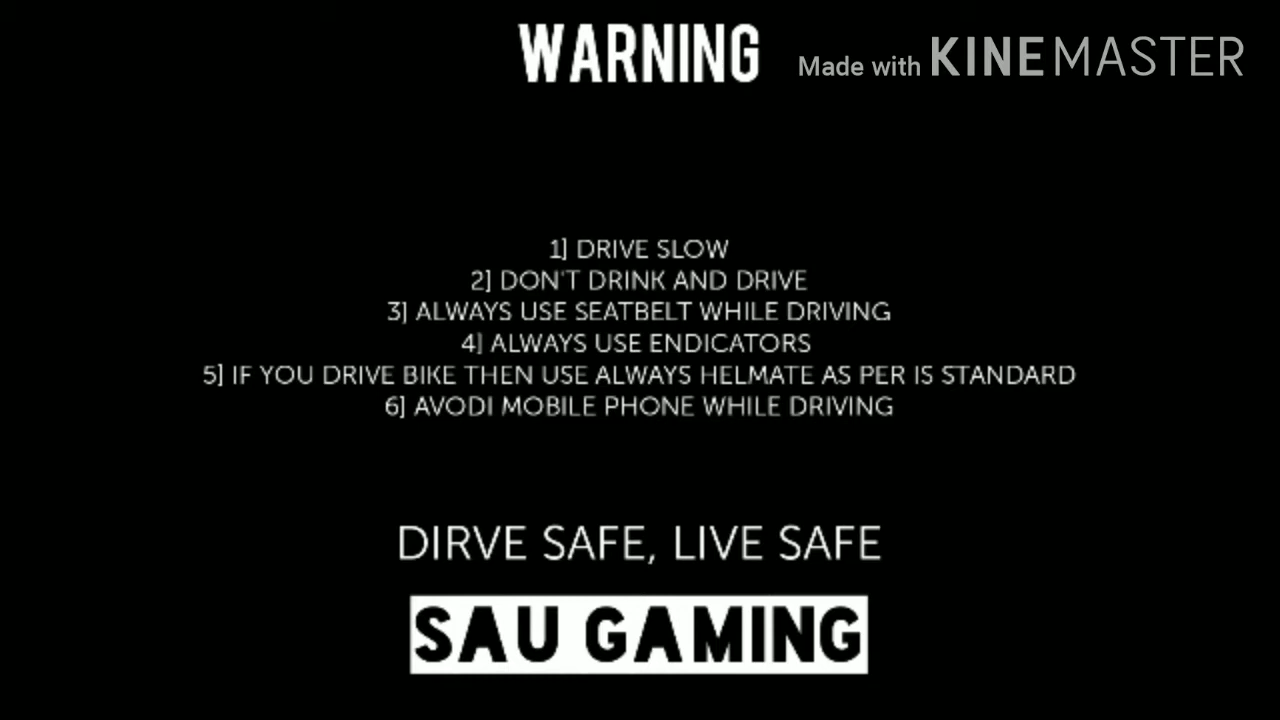 WARNING
Made with KINEMASTER
1] DRIVE SLOW
2] DON'T DRINK AND DRIVE
3] ALWAYS USE SEATBELT WHILE DRIVING
4] ALWAYS USE ENDICATORS
5] IF YOU DRIVE BIKE THEN USE ALWAYS HELMATE AS PER IS STANDARD
6] AVODI MOBILE PHONE WHILE DRIVING
DIRVE SAFE, LIVE SAFE
SAU GAMING